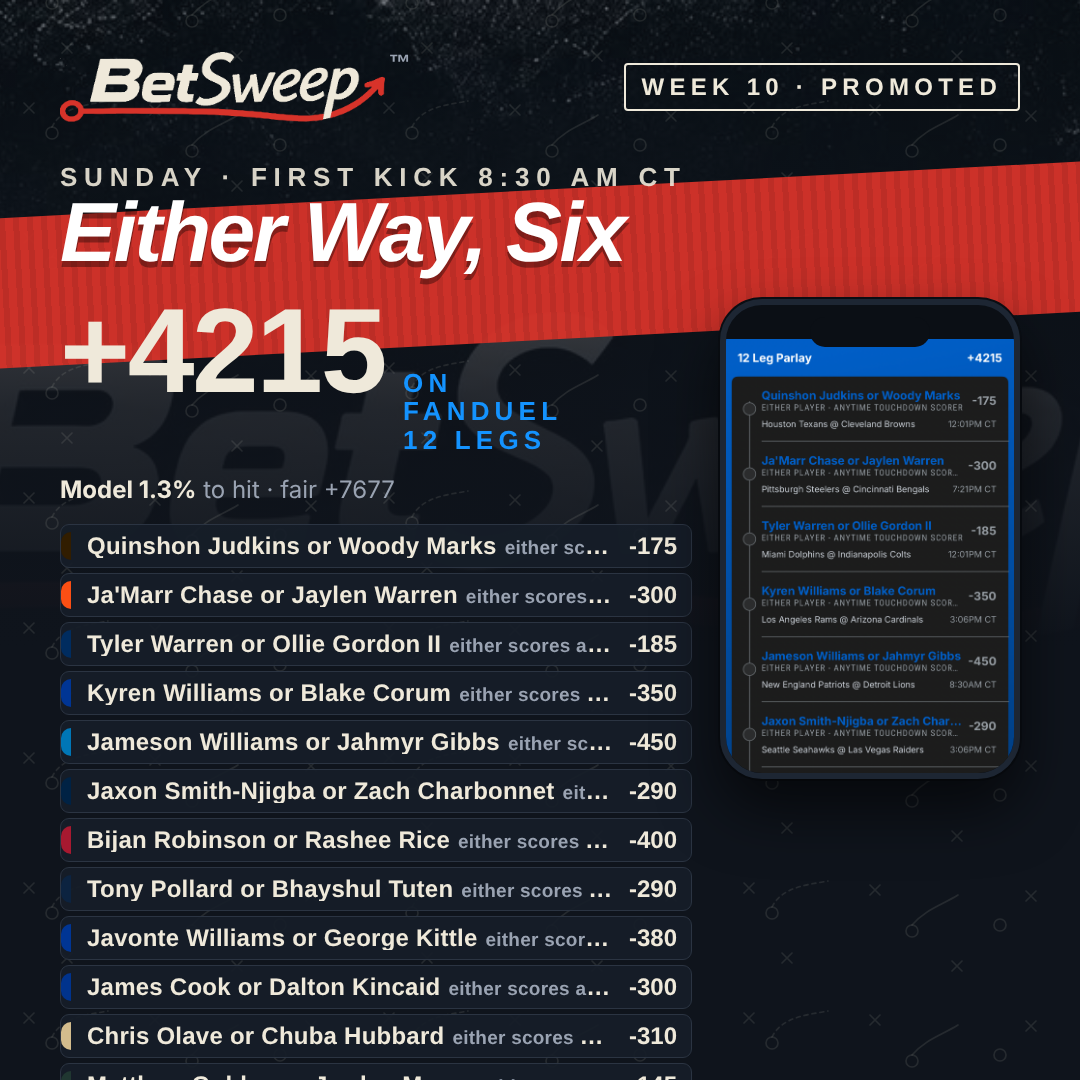 BetSweep™
WEEK 10 · PROMOTED
SUNDAY · FIRST KICK 8:30 AM CT
Either Way, Six
+4215
ON
FANDUEL
12 LEGS
Model 1.3% to hit · fair +7677
Quinshon Judkins or Woody Marks either sc… -175
Ja'Marr Chase or Jaylen Warren either scores… -300
Tyler Warren or Ollie Gordon II either scores a… -185
Kyren Williams or Blake Corum either scores … -350
Jameson Williams or Jahmyr Gibbs either sc… -450
Jaxon Smith-Njigba or Zach Charbonnet eit… -290
Bijan Robinson or Rashee Rice either scores … -400
Tony Pollard or Bhayshul Tuten either scores … -290
Javonte Williams or George Kittle either scor… -380
James Cook or Dalton Kincaid either scores a… -300
Chris Olave or Chuba Hubbard either scores … -310
12 Leg Parlay +4215
Quinshon Judkins or Woody Marks -175
EITHER PLAYER - ANYTIME TOUCHDOWN SCORER
Houston Texans @ Cleveland Browns 12:01PM CT
Ja'Marr Chase or Jaylen Warren -300
EITHER PLAYER - ANYTIME TOUCHDOWN SCOR…
Pittsburgh Steelers @ Cincinnati Bengals 7:21PM CT
Tyler Warren or Ollie Gordon II -185
EITHER PLAYER - ANYTIME TOUCHDOWN SCORER
Miami Dolphins @ Indianapolis Colts 12:01PM CT
Kyren Williams or Blake Corum -350
EITHER PLAYER - ANYTIME TOUCHDOWN SCOR…
Los Angeles Rams @ Arizona Cardinals 3:06PM CT
Jameson Williams or Jahmyr Gibbs -450
EITHER PLAYER - ANYTIME TOUCHDOWN SCOR…
New England Patriots @ Detroit Lions 8:30AM CT
Jaxon Smith-Njigba or Zach Char… -290
EITHER PLAYER - ANYTIME TOUCHDOWN SCOR…
Seattle Seahawks @ Las Vegas Raiders 3:06PM CT